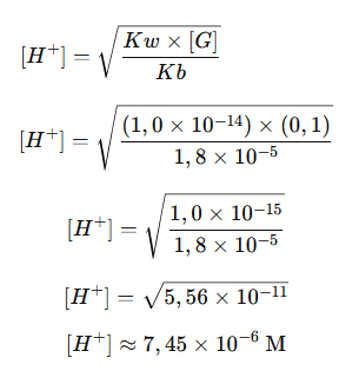 [H⁺] = √((Kw × [G]) / Kb)
[H⁺] = √(((1,0 × 10⁻¹⁴) × (0,1)) / (1,8 × 10⁻⁵))
[H⁺] = √((1,0 × 10⁻¹⁵) / (1,8 × 10⁻⁵))
[H⁺] = √(5,56 × 10⁻¹¹)
[H⁺] ≈ 7,45 × 10⁻⁶ M